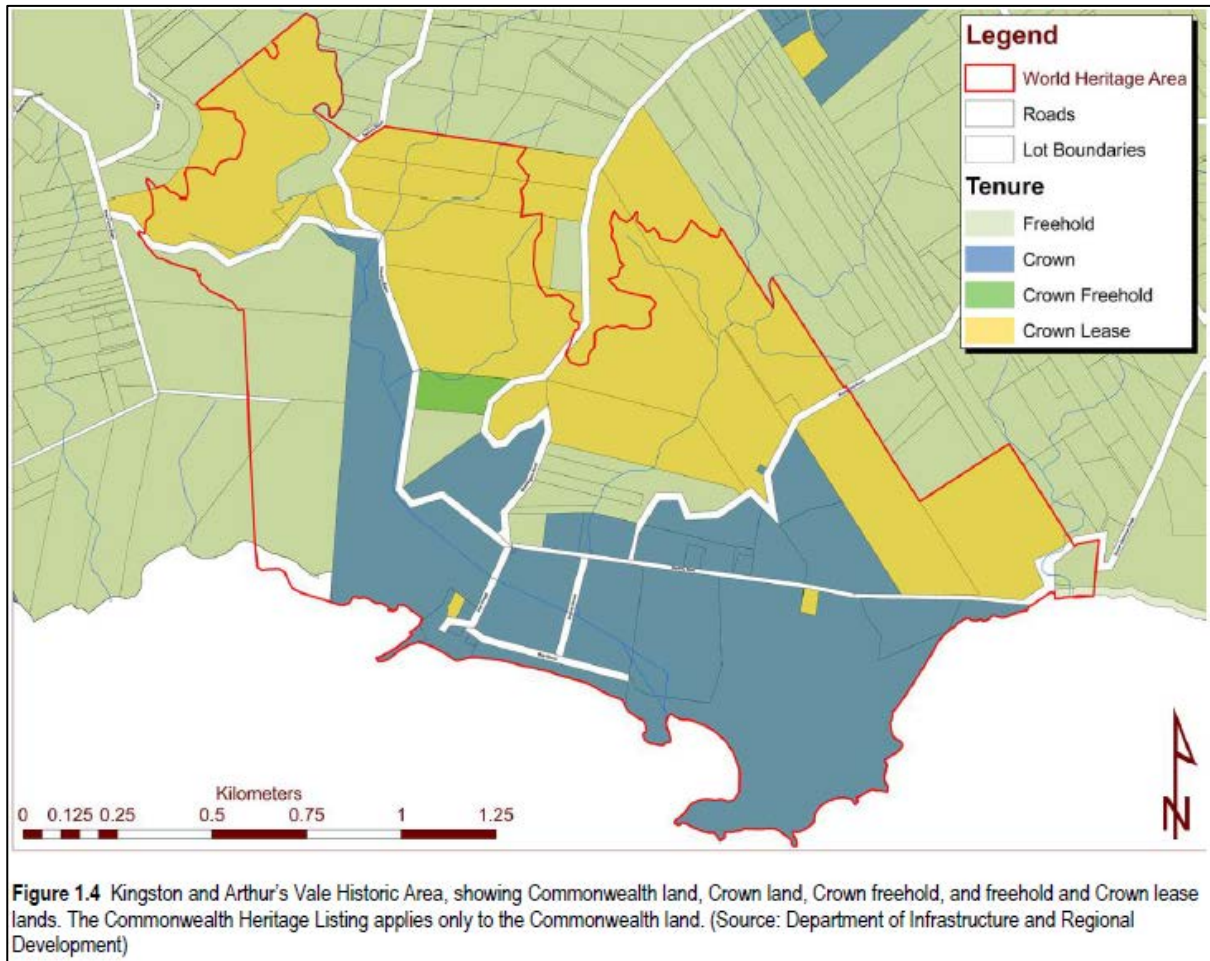 Legend
World Heritage Area
Roads
Lot Boundaries
Tenure
Freehold
Crown
Crown Freehold
Crown Lease
Kilometers
0 0.125 0.25 0.5 0.75 1 1.25
N
Figure 1.4 Kingston and Arthur's Vale Historic Area, showing Commonwealth land, Crown land, Crown freehold, and freehold and Crown lease
lands. The Commonwealth Heritage Listing applies only to the Commonwealth land. (Source: Department of Infrastructure and Regional
Development)